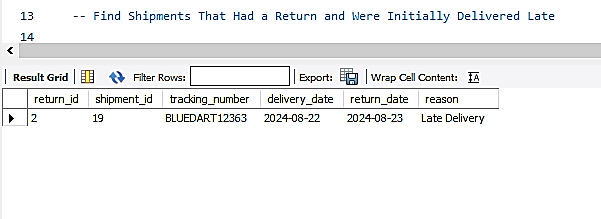 13 -- Find Shipments That Had a Return and Were Initially Delivered Late
14
Result Grid Filter Rows: Export: Wrap Cell Content: IA
return_id shipment_id tracking_number delivery_date return_date reason
2 19 BLUEDART12363 2024-08-22 2024-08-23 Late Delivery